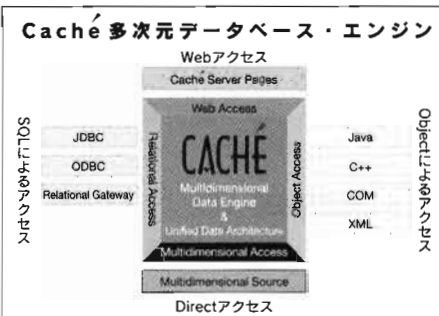 Caché 多次元データベース・エンジン
Webアクセス
Caché Server Pages
Web Access
SQLによるアクセス
JDBC
ODBC
Relational Gateway
Relational Access
CACHÉ
Multidimensional
Data Engine
&
Unified Data Architecture
Object Access
Java
C++
COM
XML
Objectによるアクセス
Multidimensional Access
Multidimensional Source
Directアクセス